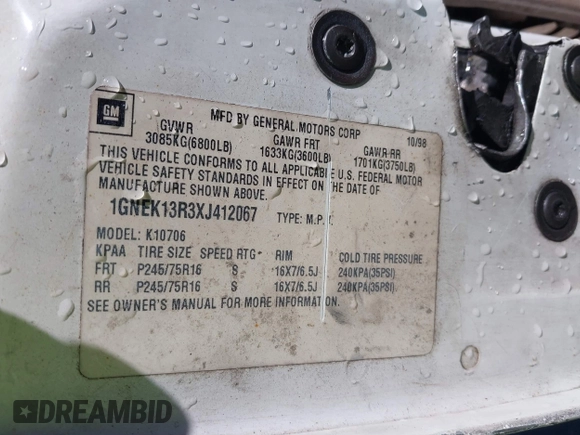 GM
MFD BY GENERAL MOTORS CORP 10/98
GVWR GAWR FRT GAWR RR
3085KG(6800LB) 1633KG(3600LB) 1701KG(3750LB)
THIS VEHICLE CONFORMS TO ALL APPLICABLE U.S. FEDERAL MOTOR
VEHICLE SAFETY STANDARDS IN EFFECT ON THE DATE OF
MANUFACTURE SHOWN ABOVE.
1GNEK13R3XJ412067 TYPE: M.P.V.
MODEL: K10706
KPAA TIRE SIZE SPEED RTG RIM COLD TIRE PRESSURE
FRT P245/75R16 S 16X7/6.5J 240KPA(35PSI)
RR P245/75R16 S 16X7/6.5J 240KPA(35PSI)
SEE OWNER'S MANUAL FOR MORE INFORMATION.
DREAMBID